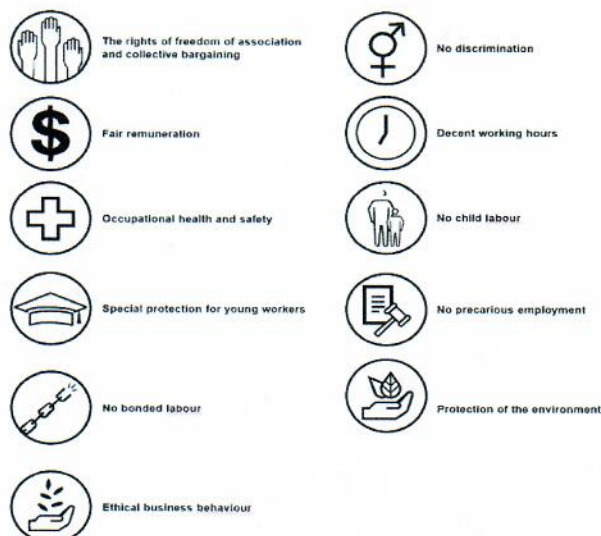 The rights of freedom of association
and collective bargaining
No discrimination
$
Fair remuneration
Decent working hours
Occupational health and safety
No child labour
Special protection for young workers
No precarious employment
No bonded labour
Protection of the environment
Ethical business behaviour